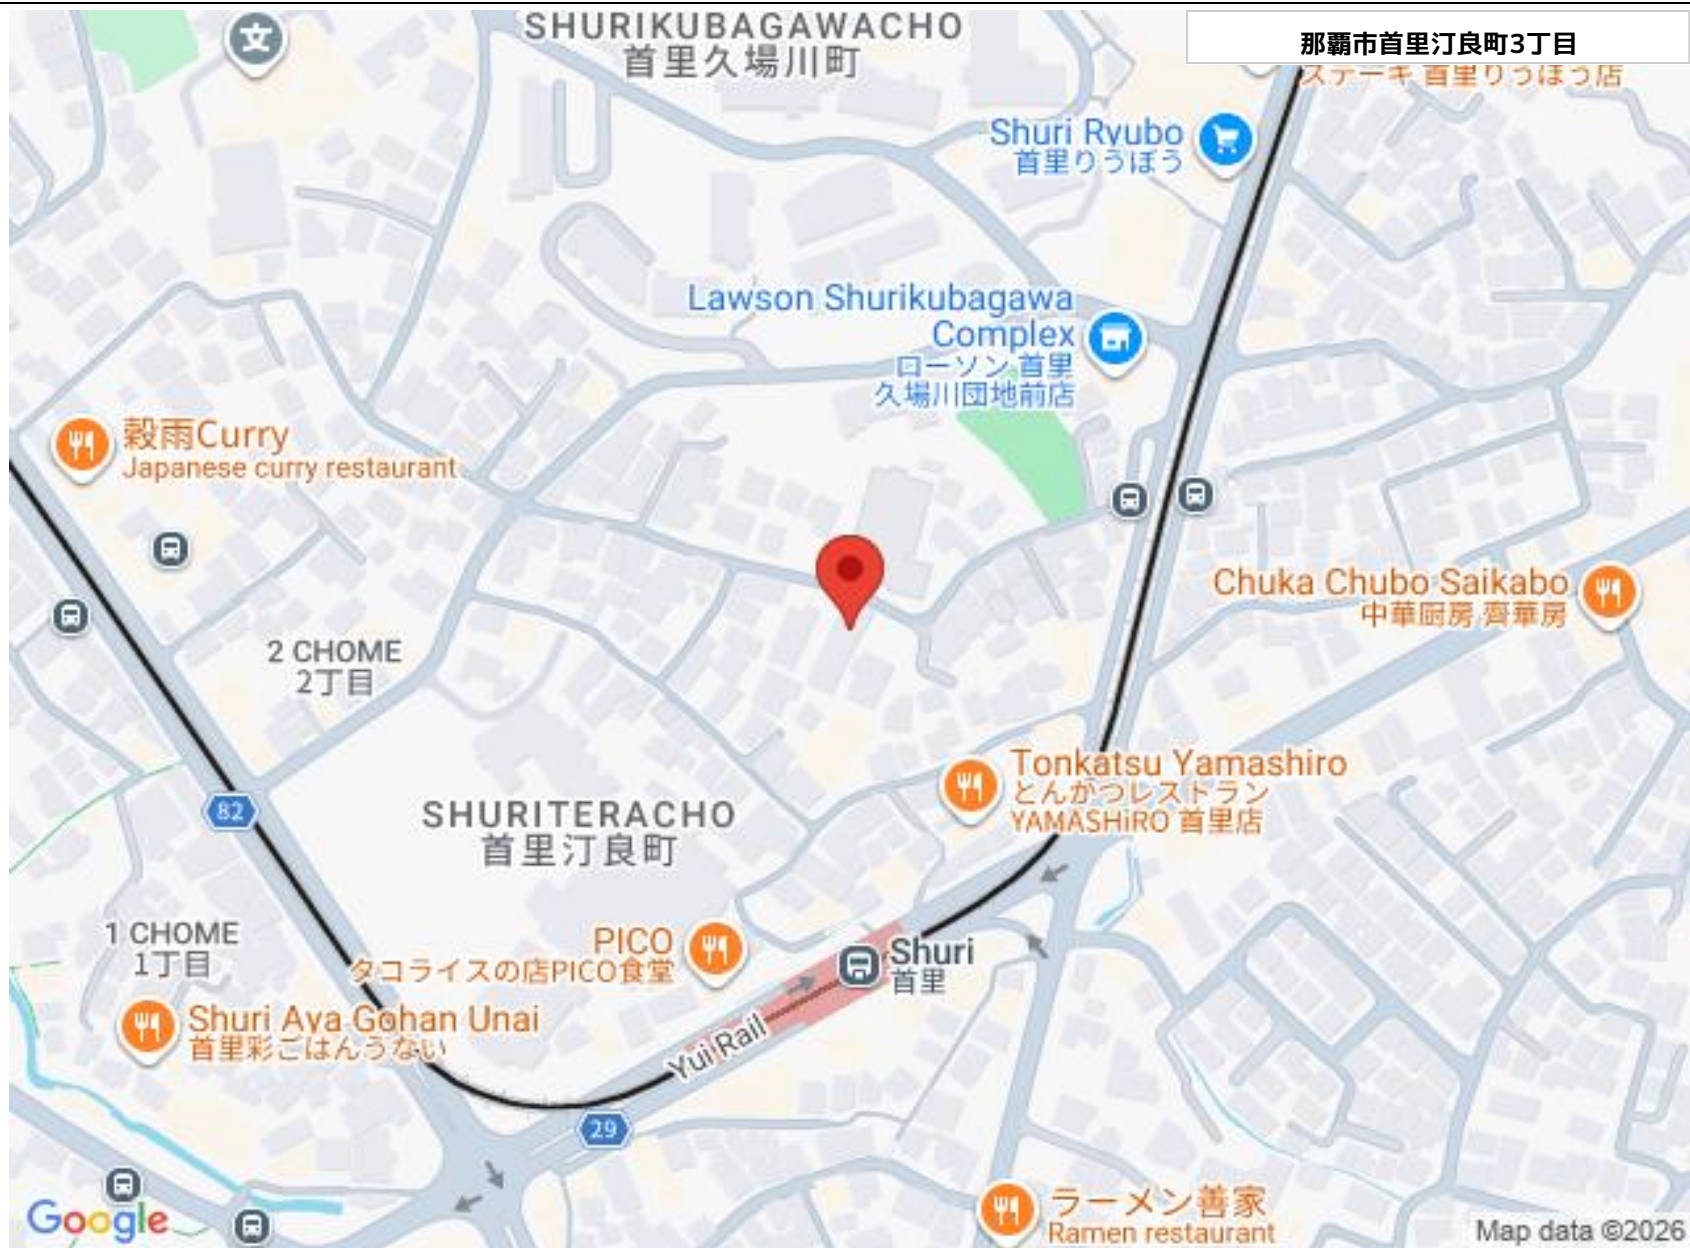 SHURIKUBAGAWACHO
首里久場川町
那覇市首里汀良町3丁目
ステーキ 首里りうぼう店
Shuri Ryubo
首里りうぼう
Lawson Shurikubagawa
Complex
ローソン 首里
久場川団地前店
穀雨Curry
Japanese curry restaurant
Chuka Chubo Saikabo
中華厨房 齊華房
2 CHOME
2丁目
Tonkatsu Yamashiro
とんかつレストラン
YAMASHiRO 首里店
82
SHURITERACHO
首里汀良町
1 CHOME
1丁目
PICO
タコライスの店PICO食堂
Shuri
首里
Shuri Aya Gohan Unai
首里彩ごはんうない
Yui Rail
29
ラーメン善家
Ramen restaurant
Google
Map data ©2026
文